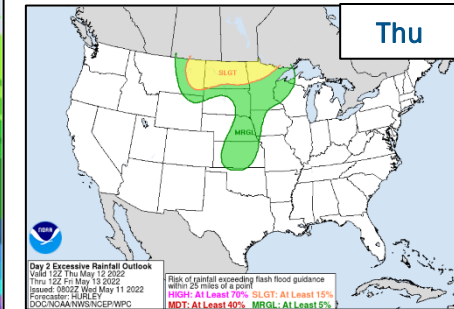 Thu
SLGT
MRGL
NOAA
Day 2 Excessive Rainfall Outlook
Valid 12Z Thu May 12 2022
Thru 12Z Fri May 13 2022
Issued: 0802Z Wed May 11 2022
Forecaster: HURLEY
DOC/NOAA/NWS/NCEP/WPC
Risk of rainfall exceeding flash flood guidance
within 25 miles of a point
HIGH: At Least 70% SLGT: At Least 15%
MDT: At Least 40% MRGL: At Least 5%